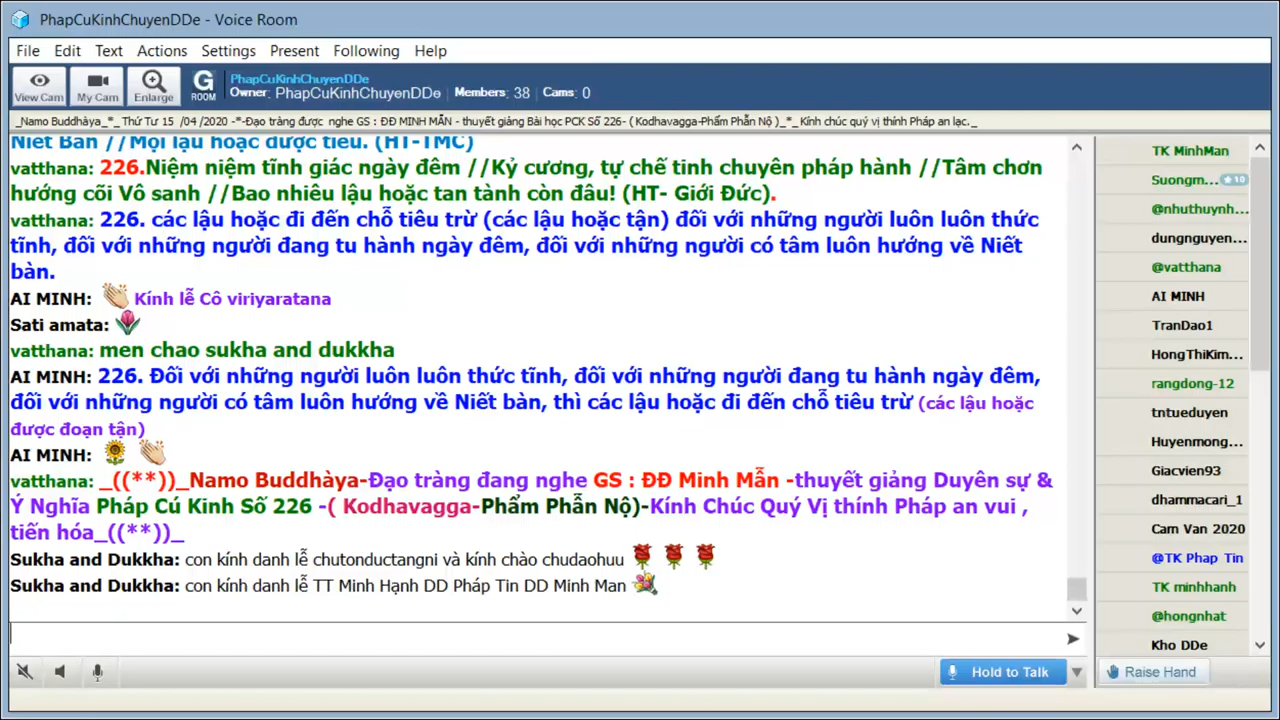 PhapCuKinhChuyenDDe - Voice Room
File Edit Text Actions Settings Present Following Help
View Cam My Cam Enlarge G ROOM
PhapCuKinhChuyenDDe
Owner: PhapCuKinhChuyenDDe Members: 38 Cams: 0
_Namo Buddhàya_*_ Thứ Tư 15 /04 /2020 -*-Đạo tràng được nghe GS : ĐĐ MINH MẪN - thuyết giảng Bài học PCK Số 226- ( Kodhavagga-Phẩm Phẫn Nộ )_*_ Kính chúc quý vị thính Pháp an lạc._
Niết Bàn //Mọi lậu hoặc được tiêu. (HT-TMC)
vatthana: 226.Niệm niệm tĩnh giác ngày đêm //Kỷ cương, tự chế tinh chuyên pháp hành //Tâm chơn
hướng cõi Vô sanh //Bao nhiêu lậu hoặc tan tành còn đâu! (HT- Giới Đức).
vatthana: 226. các lậu hoặc đi đến chỗ tiêu trừ (các lậu hoặc tận) đối với những người luôn luôn thức
tĩnh, đối với những người đang tu hành ngày đêm, đối với những người có tâm luôn hướng về Niết
bàn.
AI MINH: Kính lễ Cô viriyaratana
Sati amata:
vatthana: men chao sukha and dukkha
AI MINH: 226. Đối với những người luôn luôn thức tĩnh, đối với những người đang tu hành ngày đêm,
đối với những người có tâm luôn hướng về Niết bàn, thì các lậu hoặc đi đến chỗ tiêu trừ (các lậu hoặc
được đoạn tận)
AI MINH:
vatthana: _((**))_Namo Buddhàya-Đạo tràng đang nghe GS : ĐĐ Minh Mẫn -thuyết giảng Duyên sự &
Ý Nghĩa Pháp Cú Kinh Số 226 -( Kodhavagga-Phẩm Phẫn Nộ)-Kính Chúc Quý Vị thính Pháp an vui ,
tiến hóa_((**))_
Sukha and Dukkha: con kính danh lễ chutonductangni và kính chào chudaohuu
Sukha and Dukkha: con kính danh lễ TT Minh Hạnh DD Pháp Tin DD Minh Man
Hold to Talk
TK MinhMan
Suongm... 10
@nhuthuynh...
dungnguyen...
@vatthana
AI MINH
TranDao1
HongThiKim...
rangdong-12
tntueduyen
Huyenmong...
Giacvien93
dhammacari_1
Cam Van 2020
@TK Phap Tin
TK minhhanh
@hongnhat
Kho DDe
Raise Hand